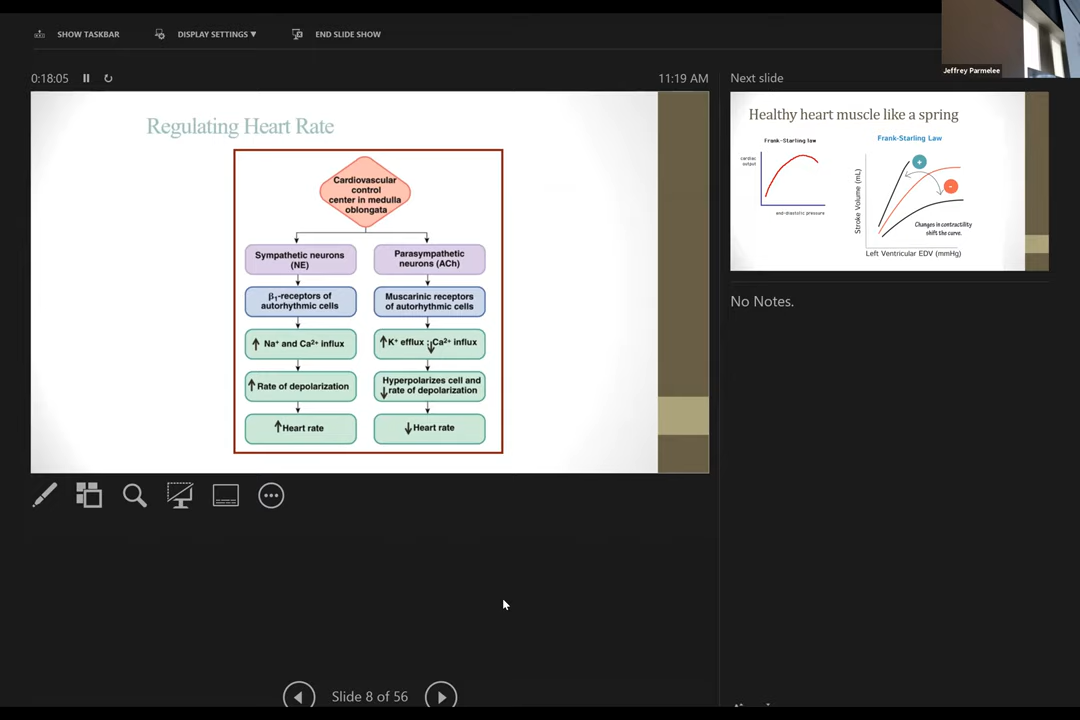 SHOW TASKBAR
DISPLAY SETTINGS ▼
END SLIDE SHOW
Jeffrey Parmelee
0:18:05
11:19 AM
Next slide
Regulating Heart Rate
Cardiovascular
control
center in medulla
oblongata
Sympathetic neurons
(NE)
Parasympathetic
neurons (ACh)
β₁-receptors of
autorhythmic cells
Muscarinic receptors
of autorhythmic cells
↑ Na⁺ and Ca²⁺ influx
↑K⁺ efflux ; ↓Ca²⁺ influx
↑ Rate of depolarization
Hyperpolarizes cell and
↓ rate of depolarization
↑Heart rate
↓ Heart rate
Healthy heart muscle like a spring
Frank-Starling law
cardiac
output
end-diastolic pressure
Frank-Starling Law
Stroke Volume (mL)
+
-
Changes in contractility
shift the curve.
Left Ventricular EDV (mmHg)
No Notes.
Slide 8 of 56